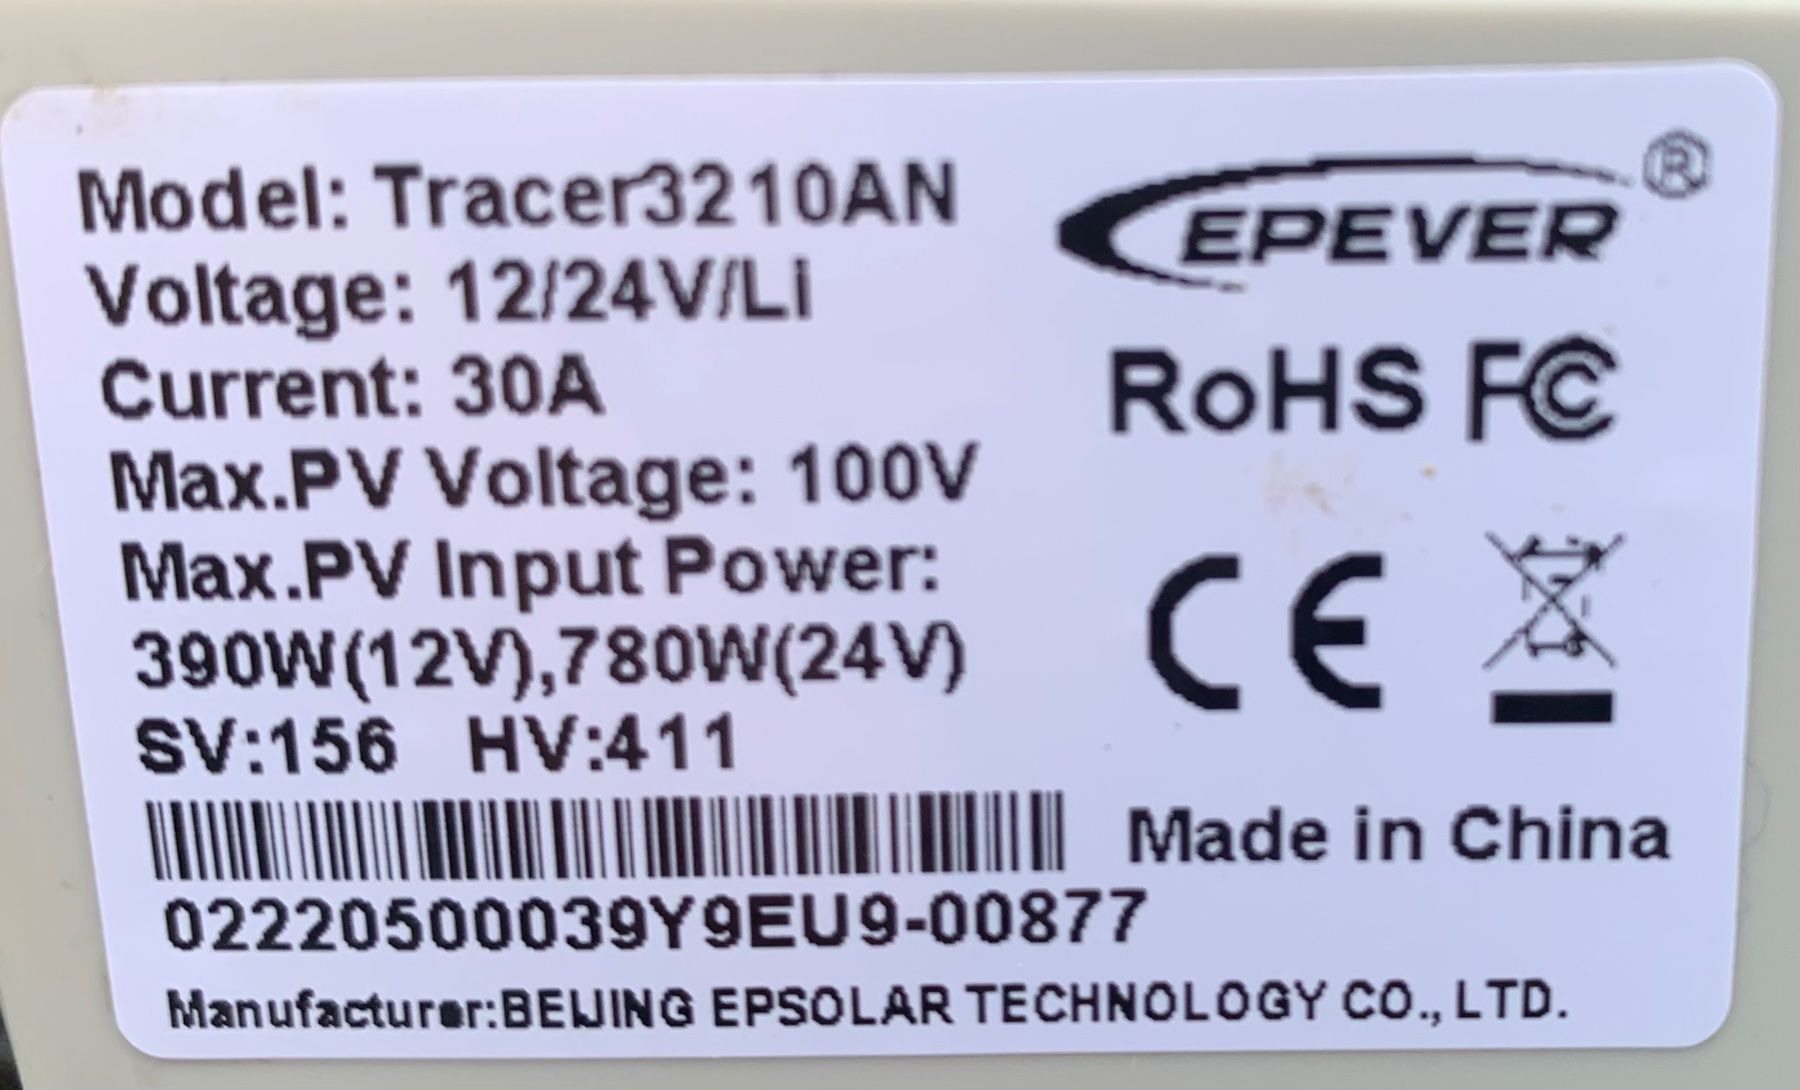 Model: Tracer3210AN
EPEVER ®
Voltage: 12/24V/Li
Current: 30A
RoHS FC
Max.PV Voltage: 100V
Max.PV Input Power:
390W(12V),780W(24V)
CE
SV:156 HV:411
Made in China
02220500039Y9EU9-00877
Manufacturer:BEIJING EPSOLAR TECHNOLOGY CO., LTD.